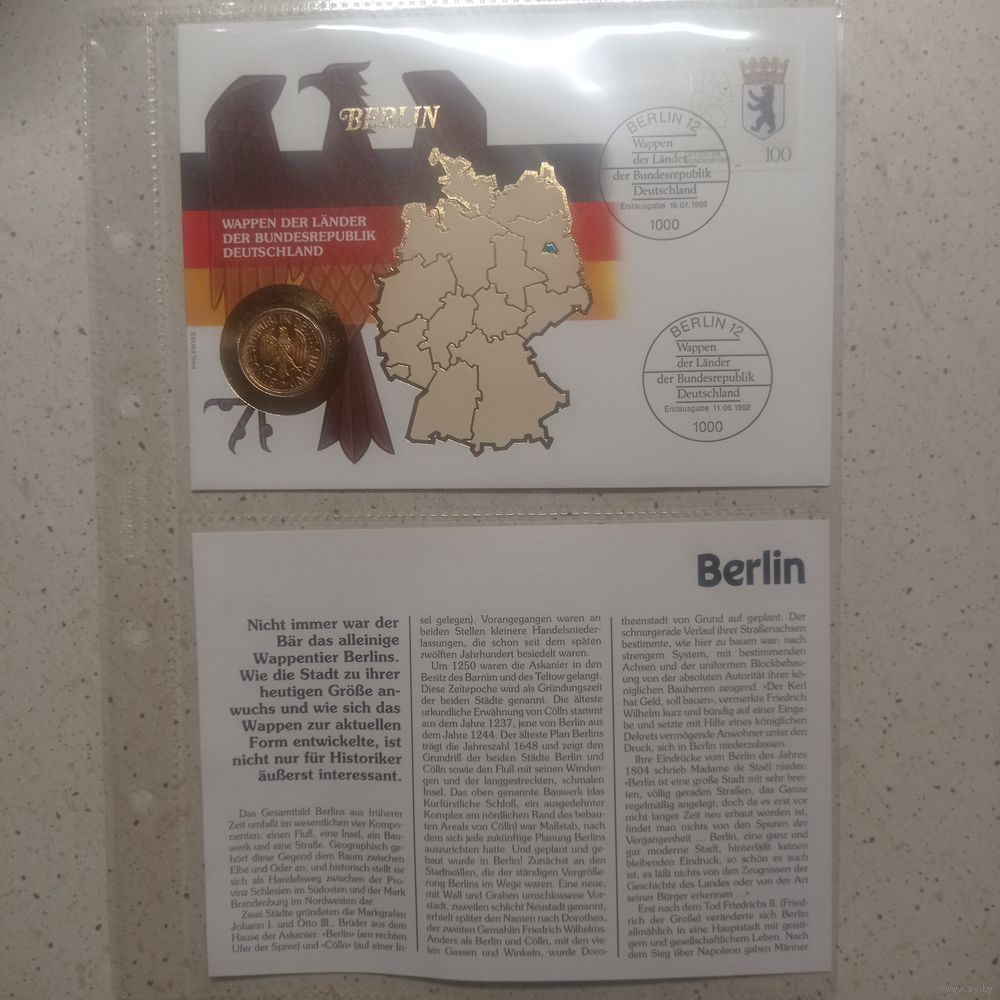 BERLIN
WAPPEN DER LÄNDER
DER BUNDESREPUBLIK
DEUTSCHLAND
PHILSWISS
BERLIN
100
BERLIN 12
Wappen
der Länder
der Bundesrepublik
Deutschland
Erstausgabe 16.07.1992
1000
BERLIN 12
Wappen
der Länder
der Bundesrepublik
Deutschland
Erstausgabe 11.06.1992
1000
Berlin
Nicht immer war der
Bär das alleinige
Wappentier Berlins.
Wie die Stadt zu ihrer
heutigen Größe an-
wuchs und wie sich das
Wappen zur aktuellen
Form entwickelte, ist
nicht nur für Historiker
äußerst interessant.
Das Gesamtbild Berlins aus früherer
Zeit umfaßt im wesentlichen vier Kompo-
nenten: einen Fluß, eine Insel, ein Bau-
werk und eine Straße. Geographisch ge-
hört diese Gegend dem Raum zwischen
Elbe und Oder an, und historisch stellt sie
sich als Handelsweg zwischen der Pro-
vinz Schlesien im Südosten und der Mark
Brandenburg im Nordwesten dar.
Zwei Städte gründeten die Markgrafen
Johann I. und Otto III., Brüder aus dem
Hause der Askanier: »Berlin« (am rechten
Ufer der Spree) und »Cölln« (auf einer In-
sel gelegen). Vorangegangen waren an
beiden Stellen kleinere Handelsnieder-
lassungen, die schon seit dem späten
zwölften Jahrhundert besiedelt waren.
Um 1250 waren die Askanier in den
Besitz des Barnim und des Teltow gelangt.
Diese Zeitepoche wird als Gründungszeit
der beiden Städte genannt. Die älteste
urkundliche Erwähnung von Cölln stammt
aus dem Jahre 1237, jene von Berlin aus
dem Jahre 1244. Der älteste Plan Berlins
trägt die Jahreszahl 1648 und zeigt den
Grundriß der beiden Städte Berlin und
Cölln sowie den Fluß mit seinen Windun-
gen und der langgestreckten, schmalen
Insel. Das oben genannte Bauwerk (das
Kurfürstliche Schloß, ein ausgedehnter
Komplex am nördlichen Rand des bebau-
ten Areals von Cölln) war Maßstab, nach
dem sich jede zukünftige Planung Berlins
auszurichten hatte. Und geplant und ge-
baut wurde in Berlin! Zunächst an den
Stadtwällen, die der ständigen Vergröße-
rung Berlins im Wege waren. Eine neue,
mit Wall und Graben umschlossene Vor-
stadt, zuweilen schlicht Neustadt genannt,
erhielt später den Namen nach Dorothea,
der zweiten Gemahlin Friedrich Wilhelms.
Anders als Berlin und Cölln, mit den vie-
len Gassen und Winkeln, wurde Doro-
theenstadt von Grund auf geplant. Der
schnurgerade Verlauf ihrer Straßenachsen
bestimmte, wie hier zu bauen war: nach
strengem System, mit bestimmenden
Achsen und der uniformen Blockbebau-
ung von der absoluten Autorität ihrer kö-
niglichen Bauherren zeugend. »Der Kerl
hat Geld, soll bauen«, vermerkte Friedrich
Wilhelm kurz und bündig auf einer Einga-
be und setzte mit Hilfe eines königlichen
Dekrets vermögende Anwohner unter den
Druck, sich in Berlin niederzulassen.
Ihre Eindrücke vom Berlin des Jahres
1804 schrieb Madame de Staël nieder:
»Berlin ist eine große Stadt mit sehr brei-
ten, völlig geraden Straßen, das Ganze
regelmäßig angelegt; doch da es erst vor
nicht langer Zeit neu erbaut worden ist,
findet man nichts von den Spuren der
Vergangenheit ... Berlin, eine ganz und
gar moderne Stadt, hinterläßt keinen
bleibenden Eindruck, so schön es auch
ist; es läßt nichts von den Zeugnissen der
Geschichte des Landes oder von der Art
seiner Bürger erkennen ...«
Erst nach dem Tod Friedrichs II. (Fried-
rich der Große) veränderte sich Berlin
allmählich in eine Hauptstadt mit geisti-
gem und gesellschaftlichem Leben. Nach
dem Sieg über Napoleon gaben Männer
www.ay.by